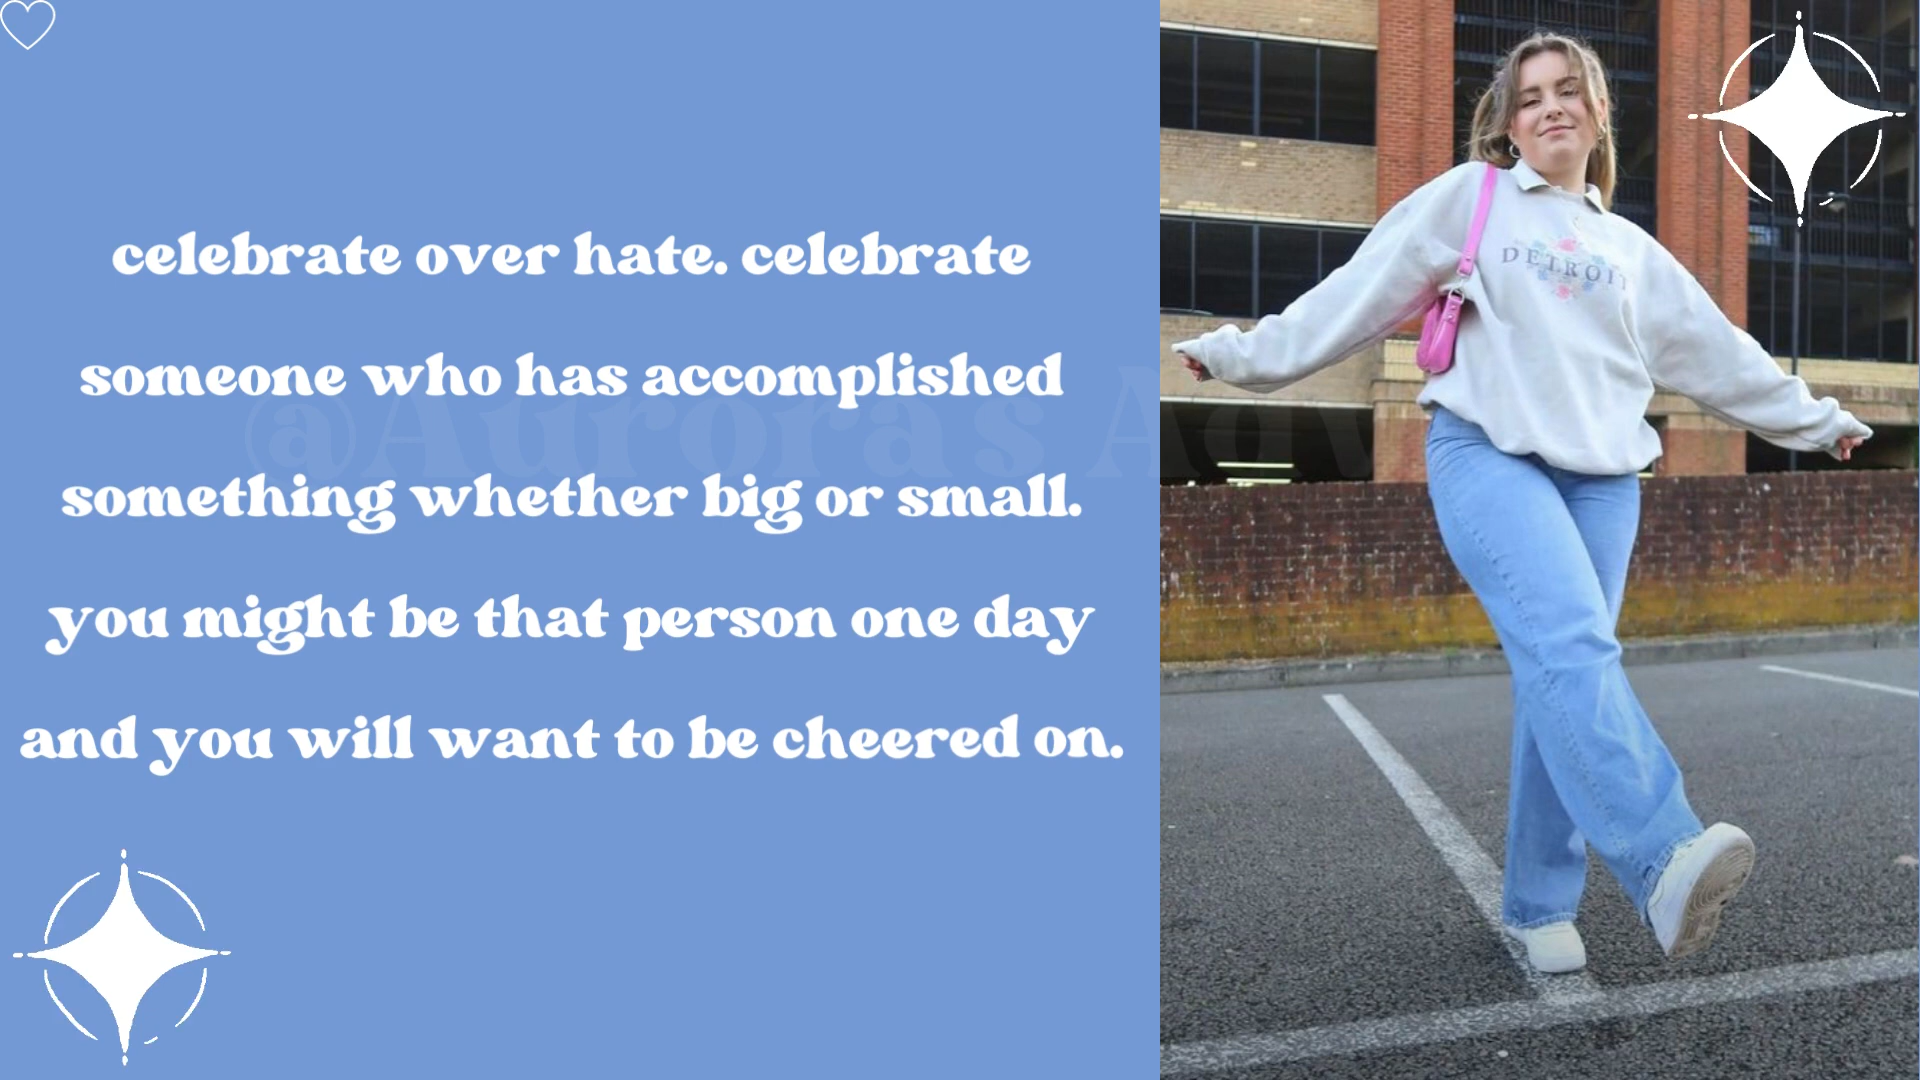 celebrate over hate. celebrate
someone who has accomplished
something whether big or small.
you might be that person one day
and you will want to be cheered on.
DETROIT
@Aurora's